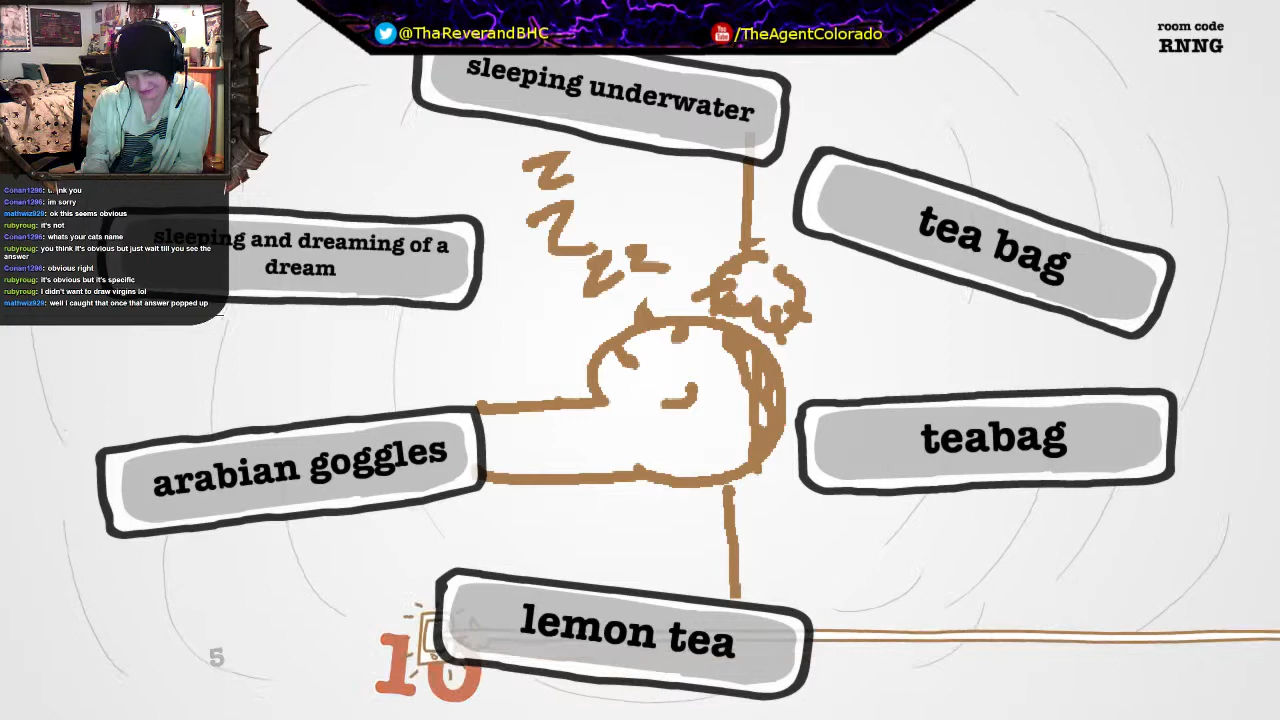 @ThaReverandBHC
/TheAgentColorado
room code
RNNG
sleeping underwater
tea bag
sleeping and dreaming of a
dream
arabian goggles
teabag
lemon tea
10
5
Conan1296: im sorry
mathwiz929: ok this seems obvious
rubyroug: it's not
Conan1296: whats your cats name
rubyroug: you think it's obvious but just wait till you see the
answer
Conan1296: obvious right
rubyroug: it's obvious but it's specific
rubyroug: I didn't want to draw virgins lol
mathwiz929: well I caught that once that answer popped up
z
z
z
z